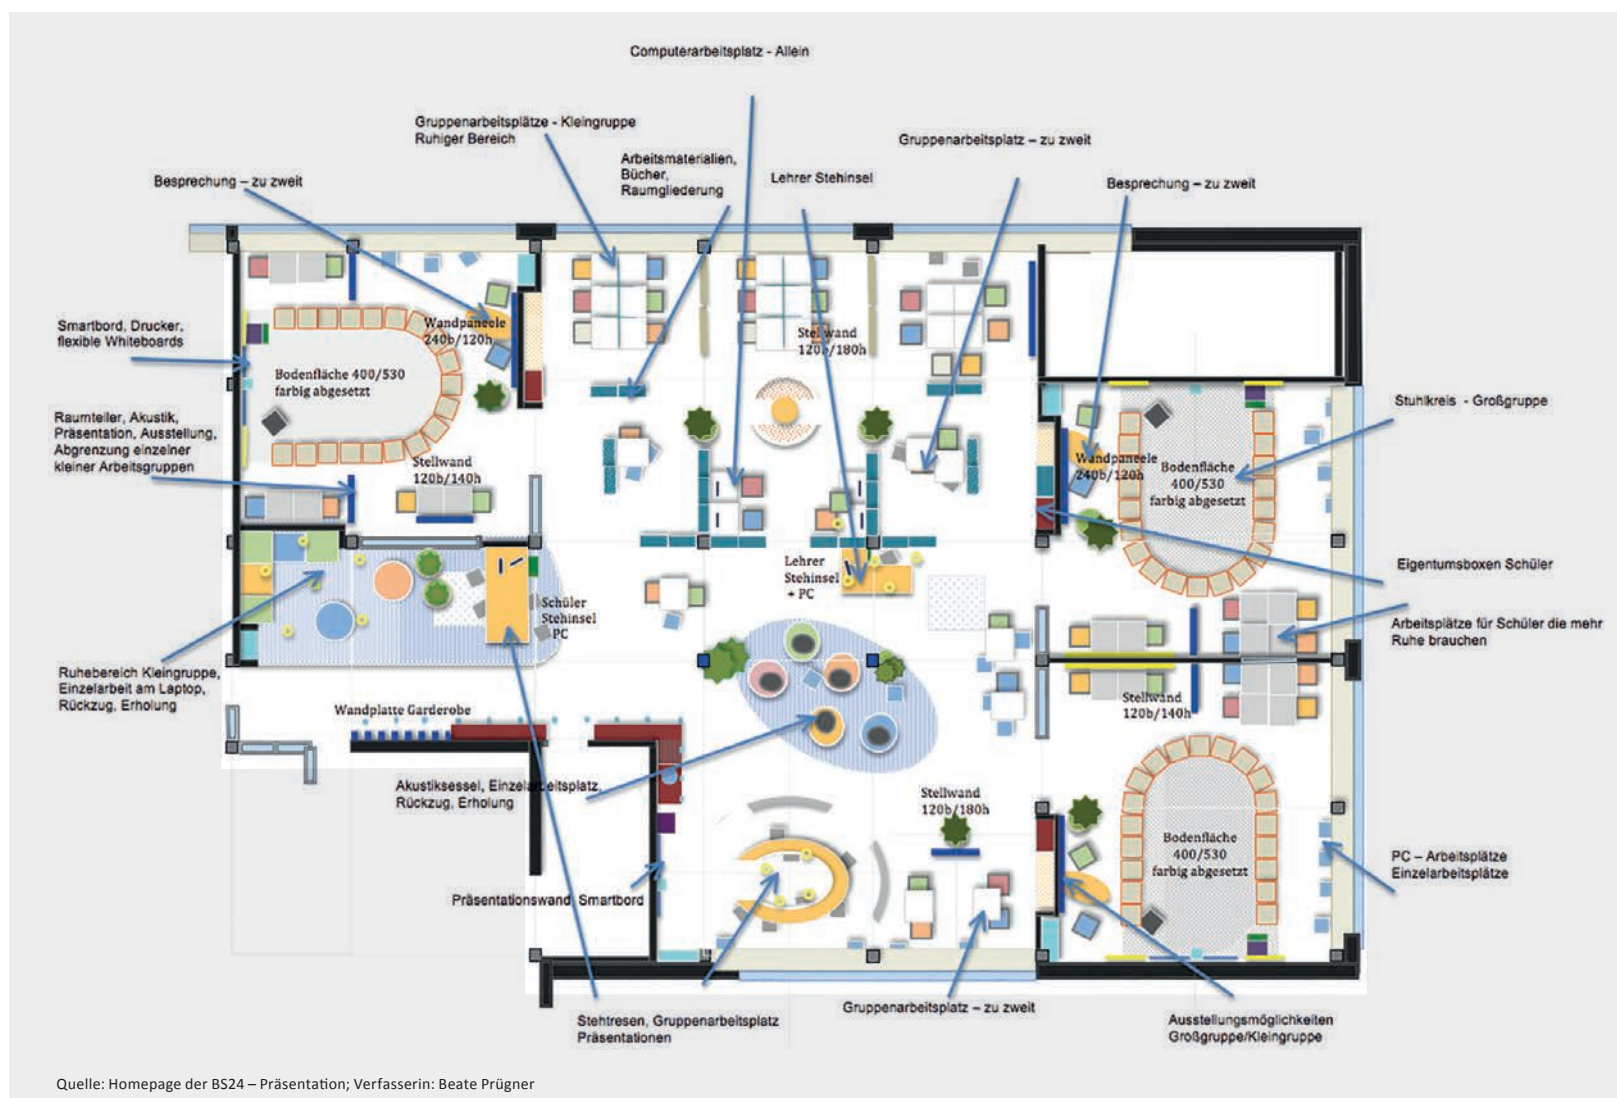 Computerarbeitsplatz - Allein
Gruppenarbeitsplätze - Kleingruppe
Ruhiger Bereich
Gruppenarbeitsplatz – zu zweit
Arbeitsmaterialien,
Bücher,
Raumgliederung
Lehrer Stehinsel
Besprechung – zu zweit
Besprechung – zu zweit
Smartbord, Drucker,
flexible Whiteboards
Wandpaneele
240b/120h
Stellwand
120b/180h
Bodenfläche 400/530
farbig abgesetzt
Stuhlkreis - Großgruppe
Raumteiler, Akustik,
Präsentation, Ausstellung,
Abgrenzung einzelner
kleiner Arbeitsgruppen
Stellwand
120b/140h
Wandpaneele
240b/120h
Bodenfläche
400/530
farbig abgesetzt
Eigentumsboxen Schüler
Lehrer
Stehinsel
+ PC
Schüler
Stehinsel
PC
Arbeitsplätze für Schüler die mehr
Ruhe brauchen
Ruhebereich Kleingruppe,
Einzelarbeit am Laptop,
Rückzug, Erholung
Wandplatte Garderobe
Stellwand
120b/140h
Akustiksessel, Einzelarbeitsplatz,
Rückzug, Erholung
Stellwand
120b/180h
Bodenfläche
400/530
farbig abgesetzt
PC – Arbeitsplätze
Einzelarbeitsplätze
Präsentationswand, Smartbord
Gruppenarbeitsplatz – zu zweit
Stehtresen, Gruppenarbeitsplatz
Präsentationen
Ausstellungsmöglichkeiten
Großgruppe/Kleingruppe
Quelle: Homepage der BS24 – Präsentation; Verfasserin: Beate Prügner